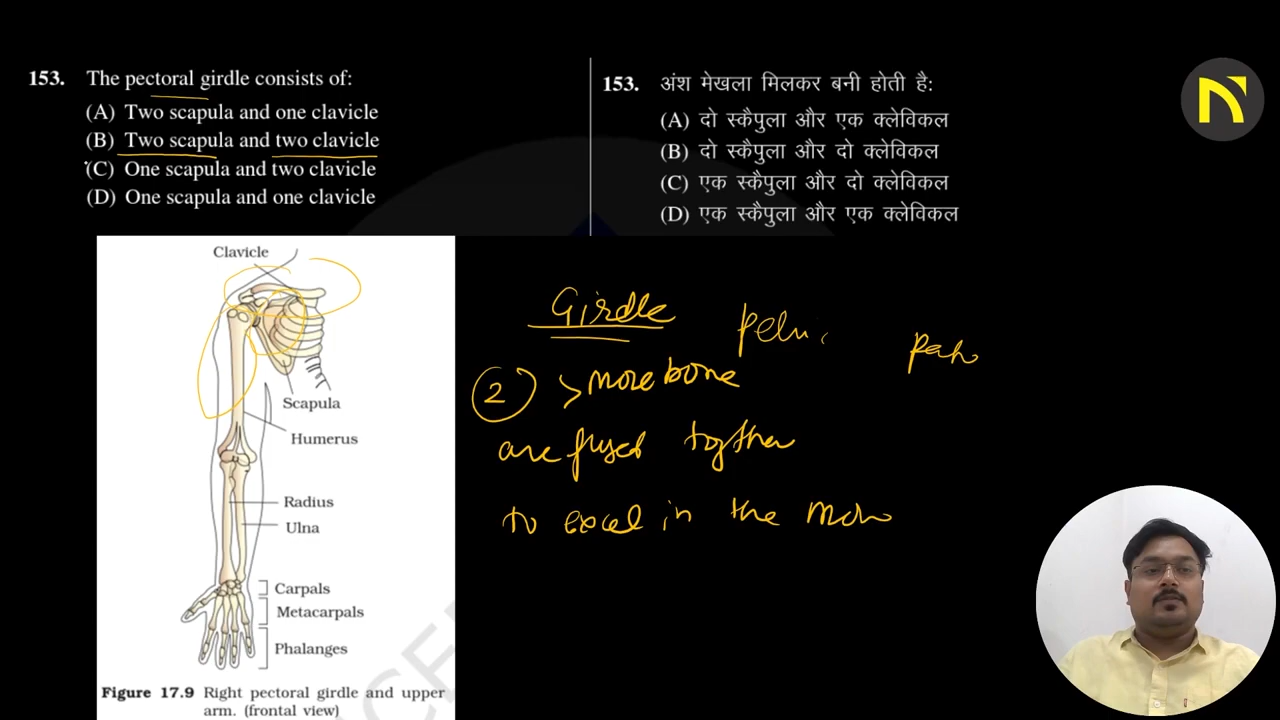 153. The pectoral girdle consists of:
(A) Two scapula and one clavicle
(B) Two scapula and two clavicle
(C) One scapula and two clavicle
(D) One scapula and one clavicle
153. अंश मेखला मिलकर बनी होती है:
(A) दो स्कैपुला और एक क्लेविकल
(B) दो स्कैपुला और दो क्लेविकल
(C) एक स्कैपुला और दो क्लेविकल
(D) एक स्कैपुला और एक क्लेविकल
Clavicle
Scapula
Humerus
Radius
Ulna
Carpals
Metacarpals
Phalanges
Figure 17.9 Right pectoral girdle and upper
arm. (frontal view)
Girdle
2 > more bone
are fused together
to excel in the